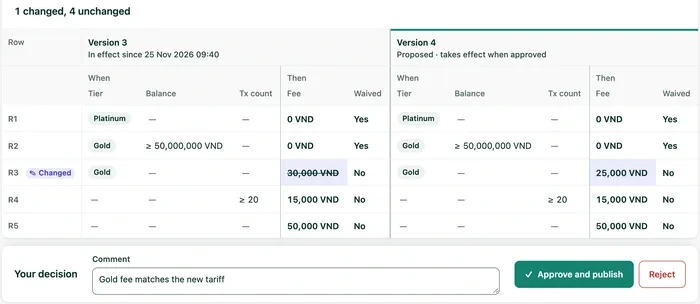 1 changed, 4 unchanged
Row Version 3 Version 4
In effect since 25 Nov 2026 09:40 Proposed · takes effect when approved
When Then When Then
Tier Balance Tx count Fee Waived Tier Balance Tx count Fee Waived
R1 Platinum — — 0 VND Yes Platinum — — 0 VND Yes
R2 Gold ≥ 50,000,000 VND — 0 VND Yes Gold ≥ 50,000,000 VND — 0 VND Yes
R3 Changed Gold — — 30,000 VND No Gold — — 25,000 VND No
R4 — — ≥ 20 15,000 VND No — — ≥ 20 15,000 VND No
R5 — — — 50,000 VND No — — — 50,000 VND No
Comment
Your decision Gold fee matches the new tariff ✓ Approve and publish Reject